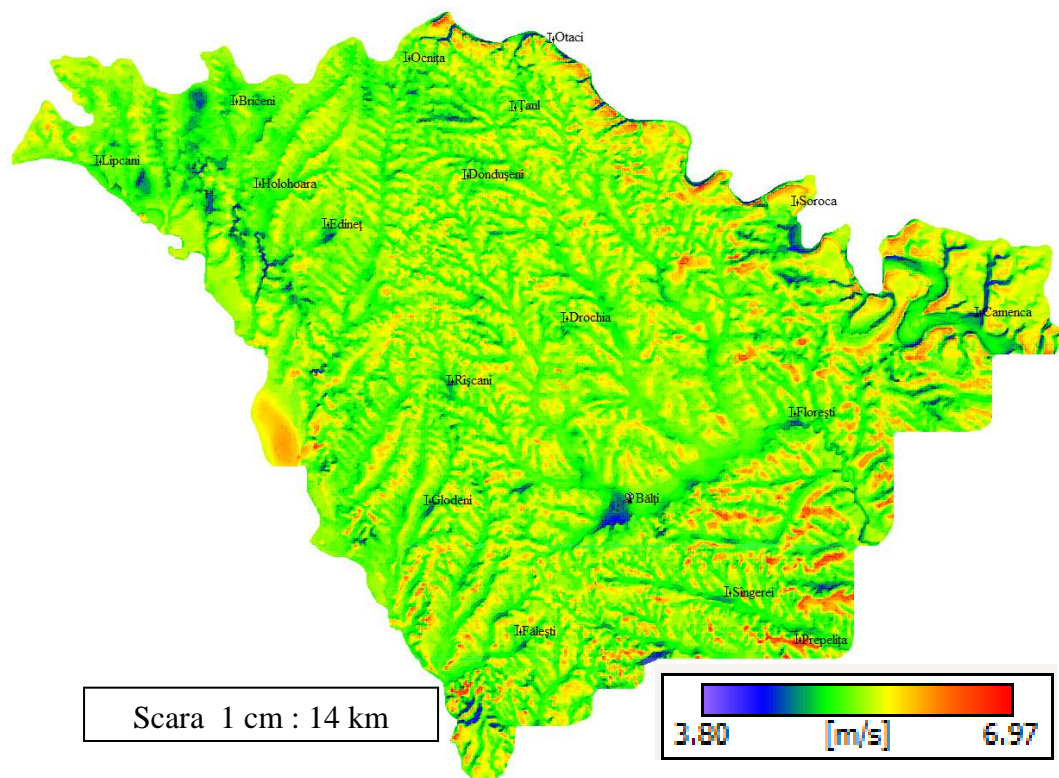 Otaci
Ocnița
Briceni
Țaul
Lipcani
Dondușeni
Holohoara
Soroca
Edineț
Camenca
Drochia
Rîșcani
Florești
Bălți
Glodeni
Sîngerei
Fălești
Prepelița
Scara 1 cm : 14 km
3.80 [m/s] 6.97